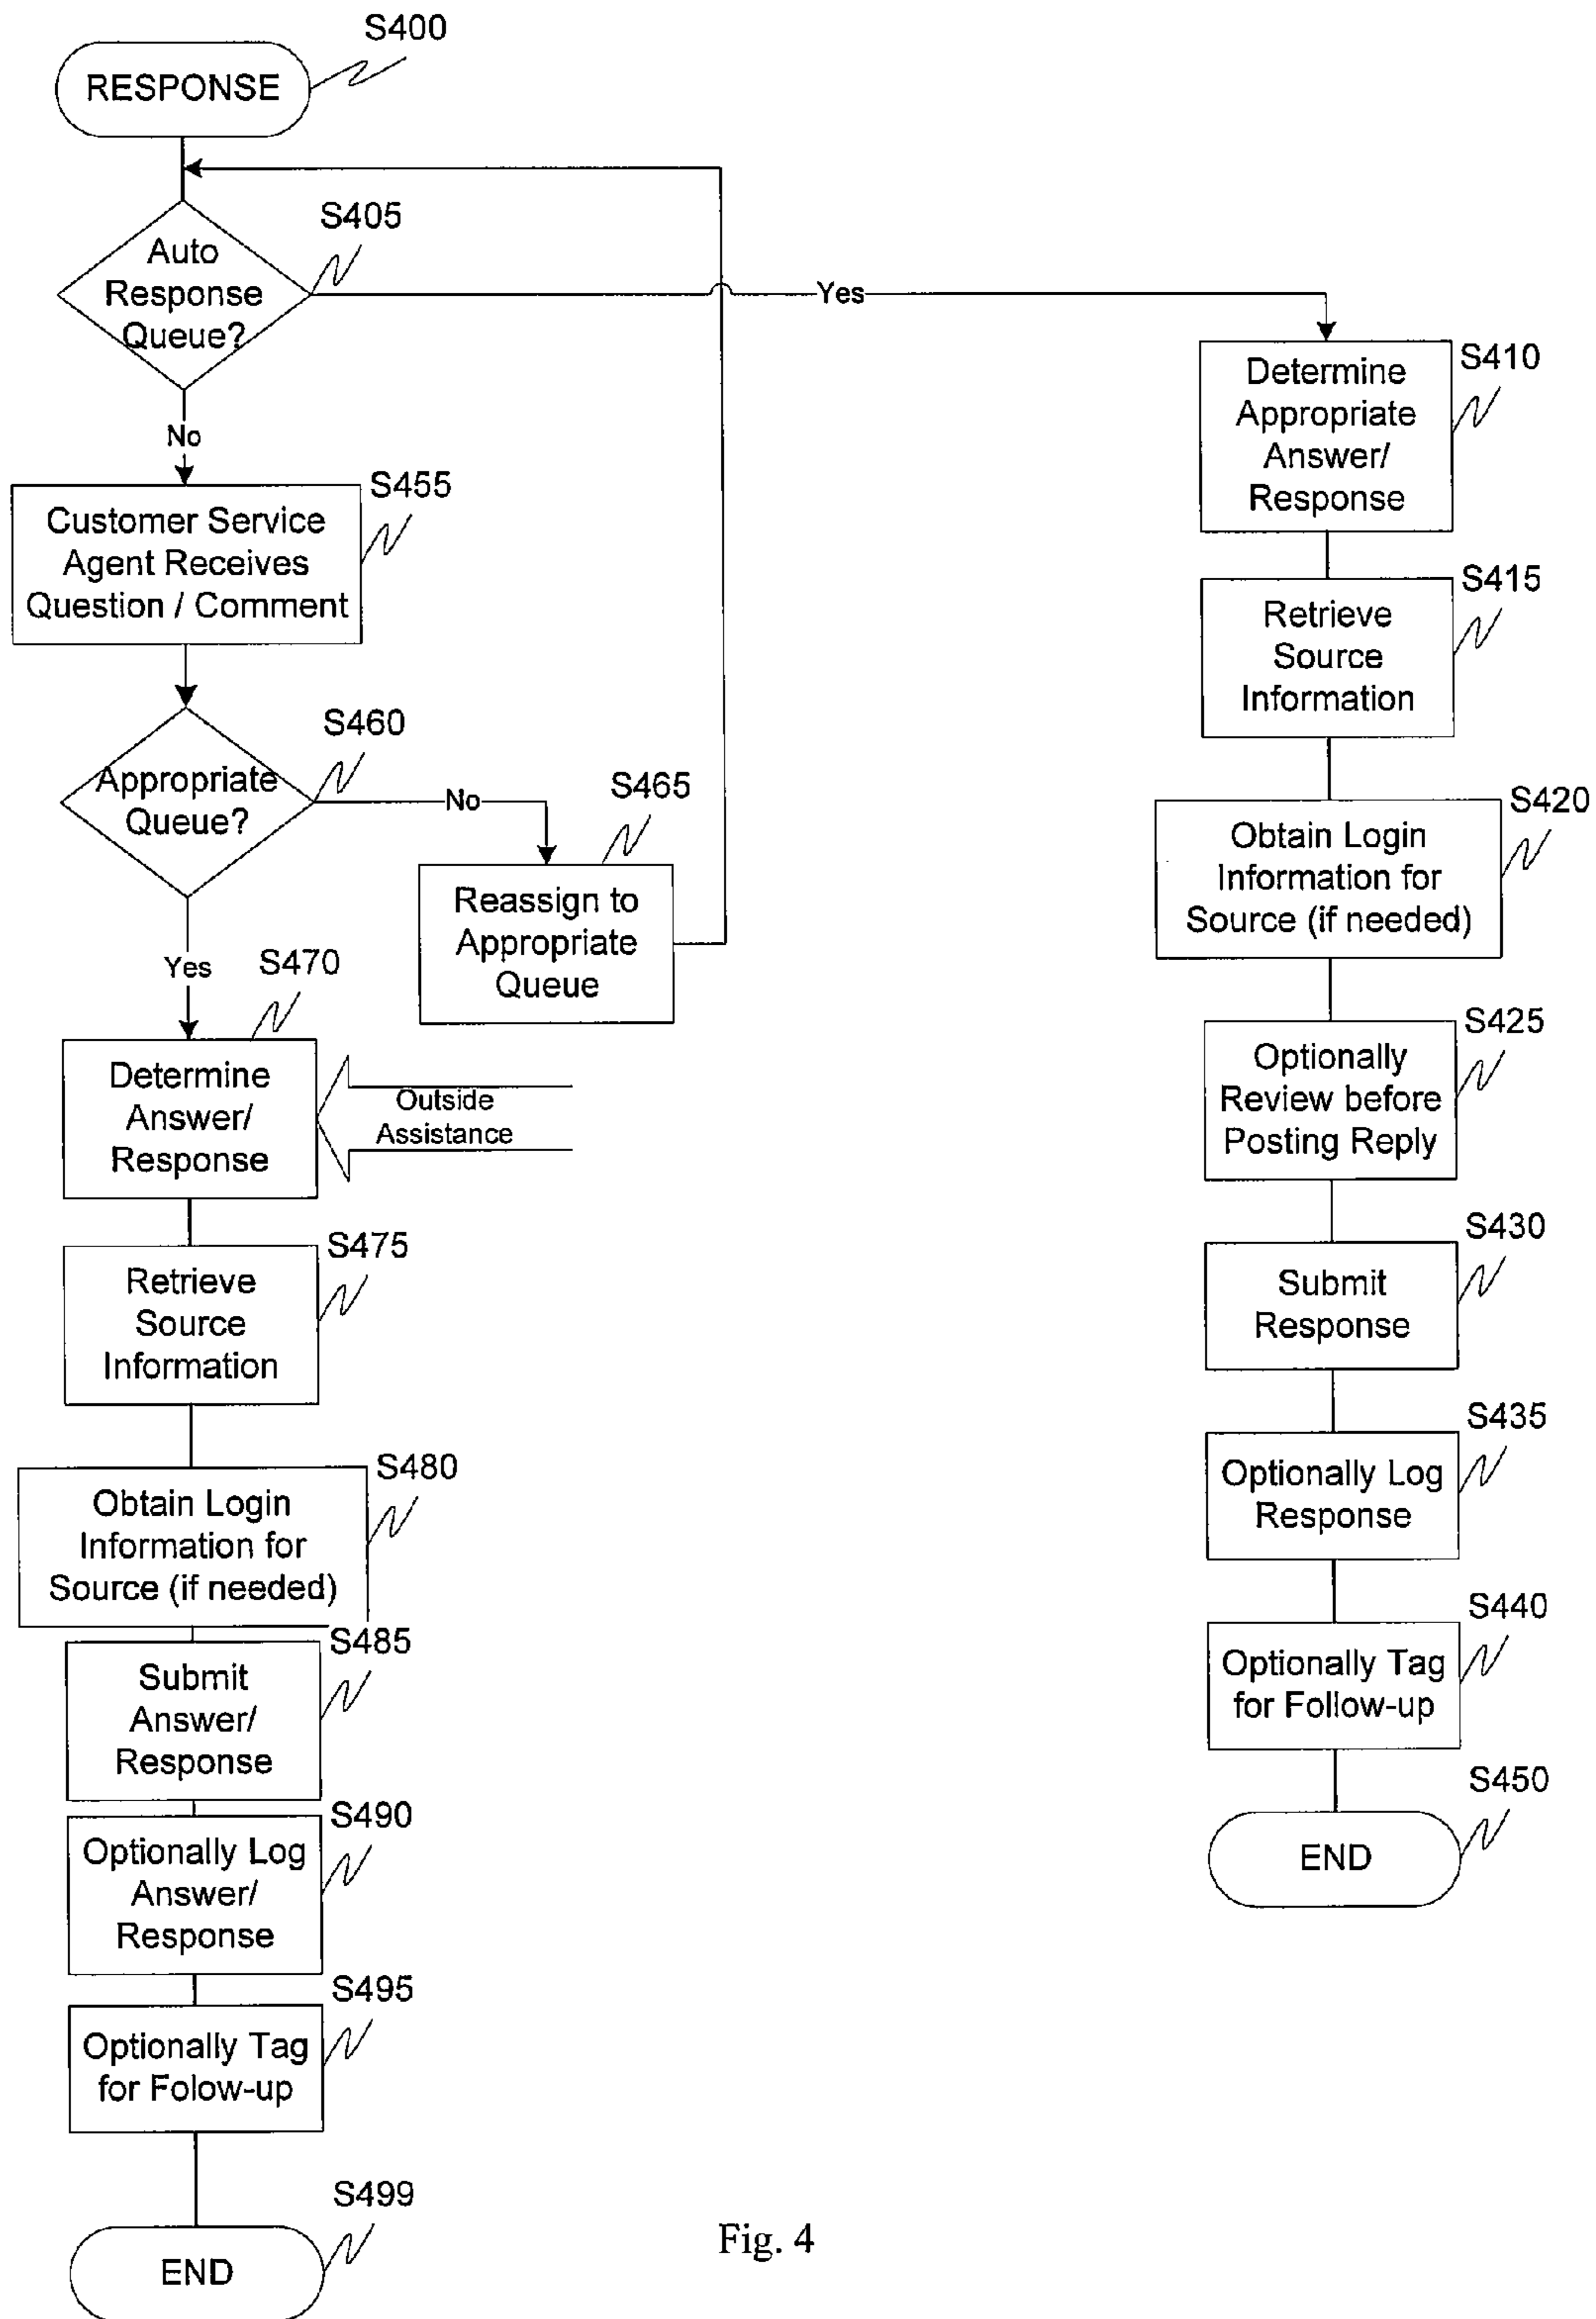 S400
RESPONSE
S405
Auto
Response
Queue?
Yes
No
S455
Customer Service
Agent Receives
Question / Comment
S460
Appropriate
Queue?
No
S465
Reassign to
Appropriate
Queue
Yes
S470
Determine
Answer/
Response
Outside
Assistance
S475
Retrieve
Source
Information
S480
Obtain Login
Information for
Source (if needed)
S485
Submit
Answer/
Response
S490
Optionally Log
Answer/
Response
S495
Optionally Tag
for Folow-up
S499
END
S410
Determine
Appropriate
Answer/
Response
S415
Retrieve
Source
Information
S420
Obtain Login
Information for
Source (if needed)
S425
Optionally
Review before
Posting Reply
S430
Submit
Response
S435
Optionally Log
Response
S440
Optionally Tag
for Follow-up
S450
END
Fig. 4